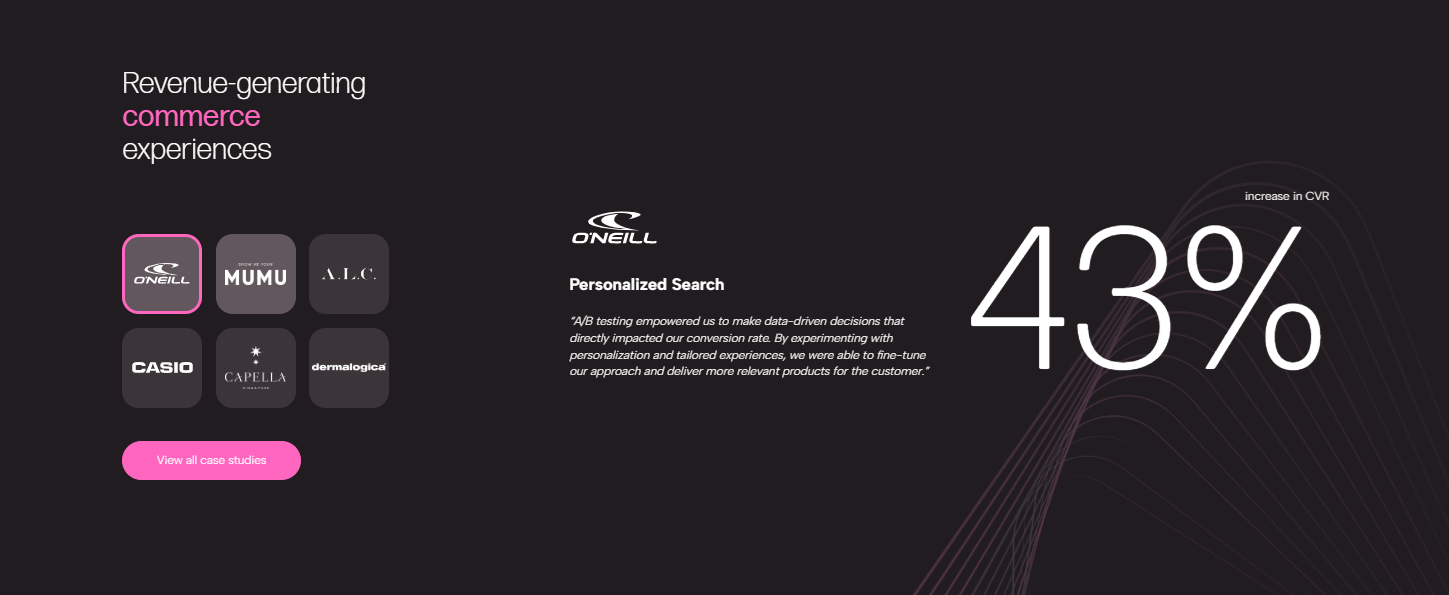 Revenue-generating
commerce
experiences
O'NEILL
SHOW ME YOUR
MUMU
A.L.C.
CASIO
CAPELLA
dermalogica
View all case studies
O'NEILL
Personalized Search
“A/B testing empowered us to make data-driven decisions that
directly impacted our conversion rate. By experimenting with
personalization and tailored experiences, we were able to fine-tune
our approach and deliver more relevant products for the customer.”
increase in CVR
43%